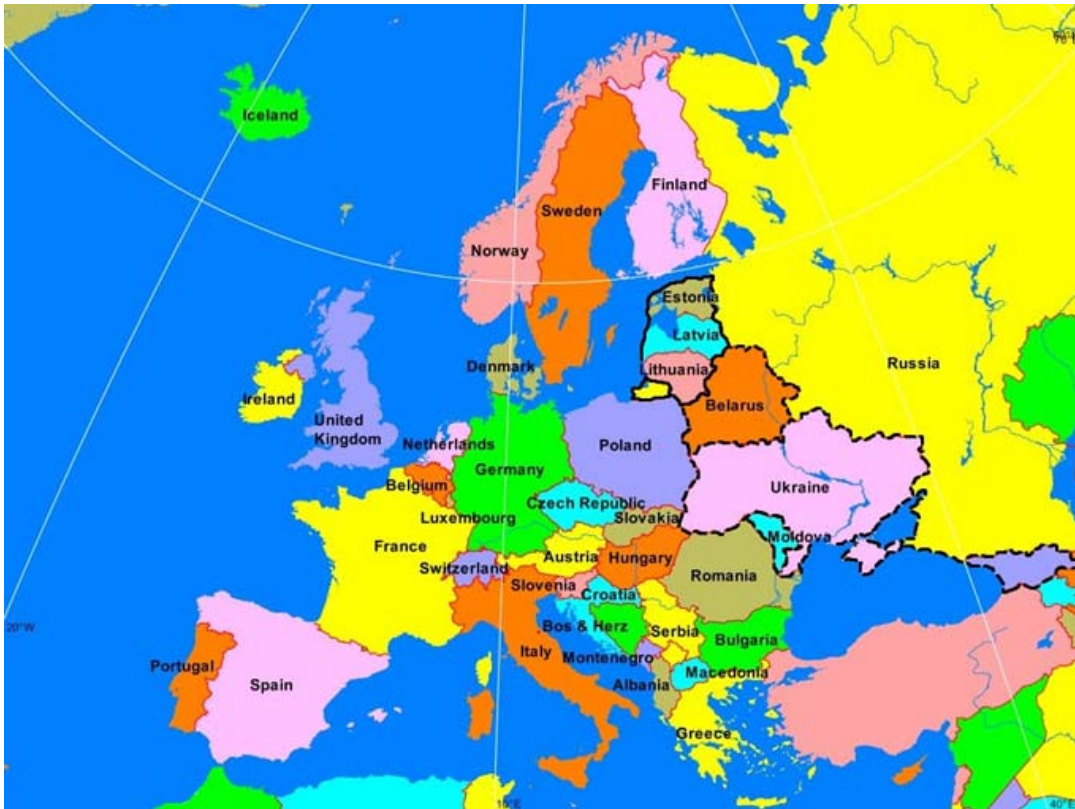 Iceland
Finland
Sweden
Norway
Estonia
Latvia
Russia
Denmark
Lithuania
Ireland
Belarus
United
Kingdom
Netherlands
Poland
Germany
Belgium
Ukraine
Czech Republic
Luxembourg
Slovakia
Moldova
France
Austria
Hungary
Switzerland
Romania
Slovenia
Croatia
20°W
Bos & Herz
Serbia
Bulgaria
Italy
Montenegro
Portugal
Macedonia
Spain
Albania
Greece
10°E
40°E